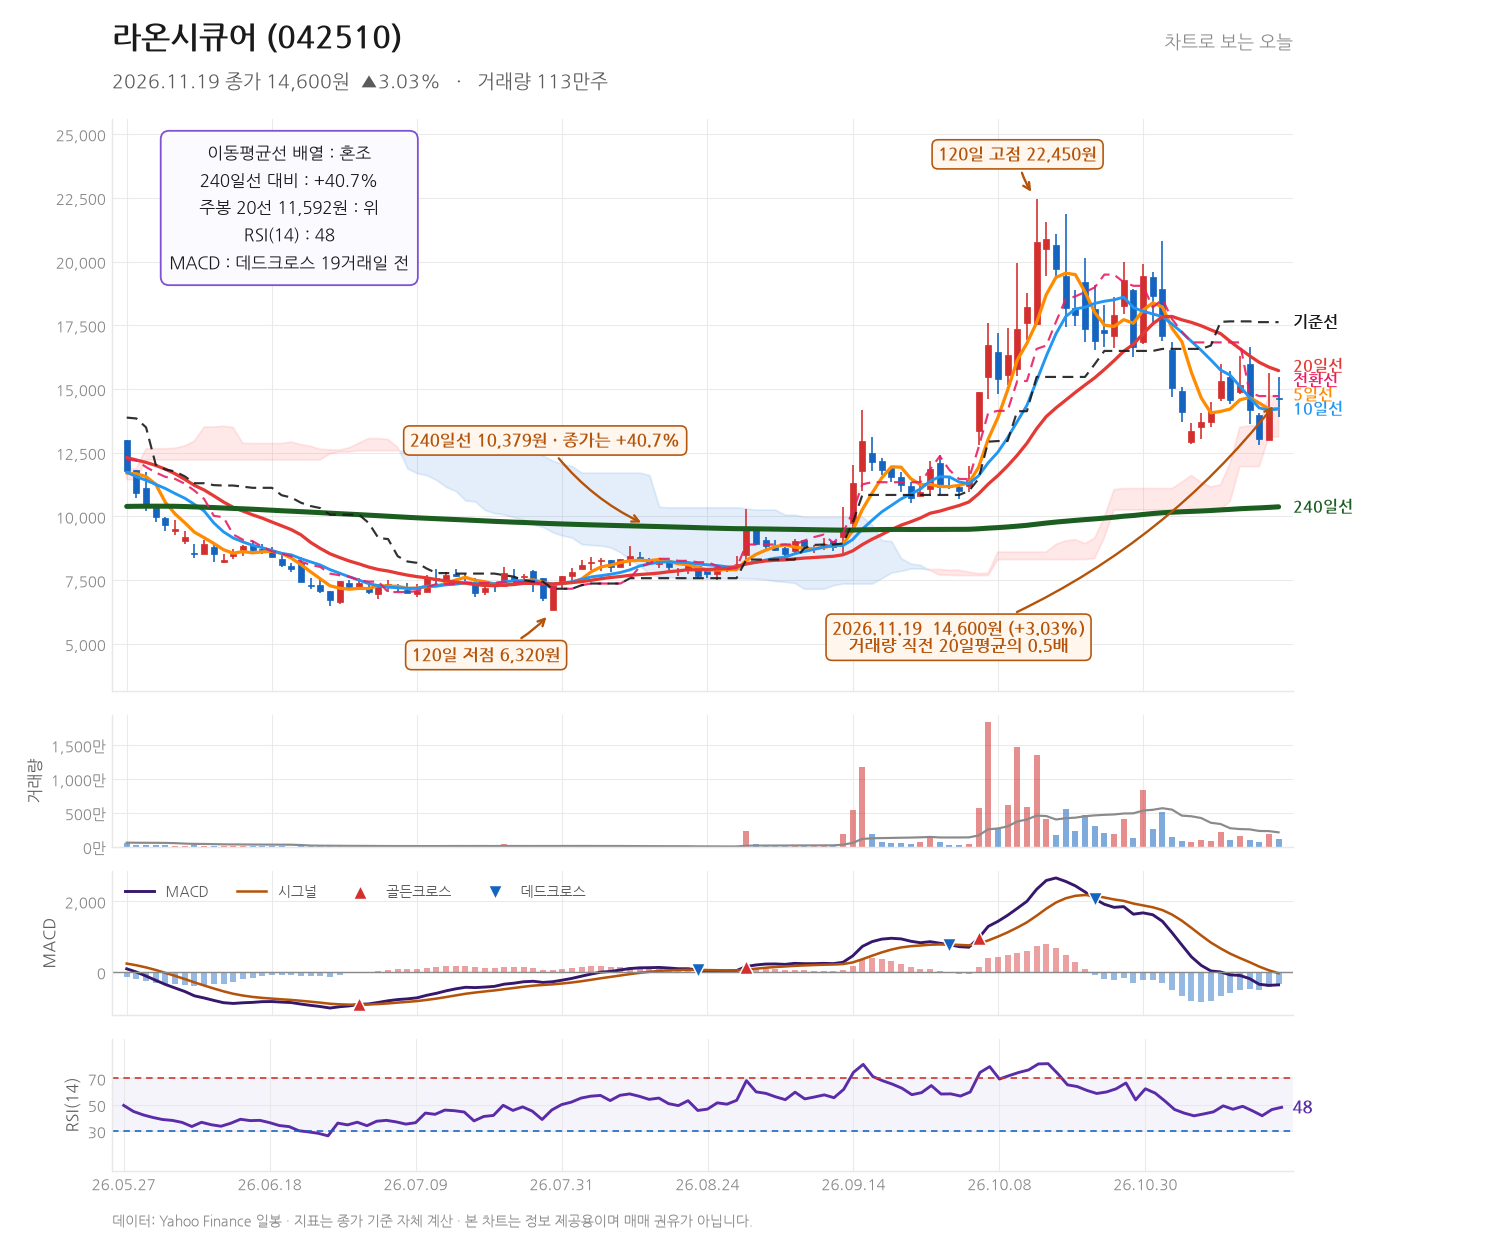 라온시큐어 (042510)
차트로 보는 오늘
2026.11.19 종가 14,600원 ▲3.03% · 거래량 113만주
25,000
22,500
20,000
17,500
15,000
12,500
10,000
7,500
5,000
이동평균선 배열 : 혼조
240일선 대비 : +40.7%
주봉 20선 11,592원 : 위
RSI(14) : 48
MACD : 데드크로스 19거래일 전
120일 고점 22,450원
240일선 10,379원 · 종가는 +40.7%
120일 저점 6,320원
2026.11.19 14,600원 (+3.03%)
거래량 직전 20일평균의 0.5배
기준선
20일선
전환선
5일선
10일선
240일선
거래량
1,500만
1,000만
500만
0만
MACD
2,000
0
MACD
시그널
골든크로스
데드크로스
RSI(14)
70
50
30
48
26.05.27
26.06.18
26.07.09
26.07.31
26.08.24
26.09.14
26.10.08
26.10.30
데이터: Yahoo Finance 일봉 · 지표는 종가 기준 자체 계산 · 본 차트는 정보 제공용이며 매매 권유가 아닙니다.